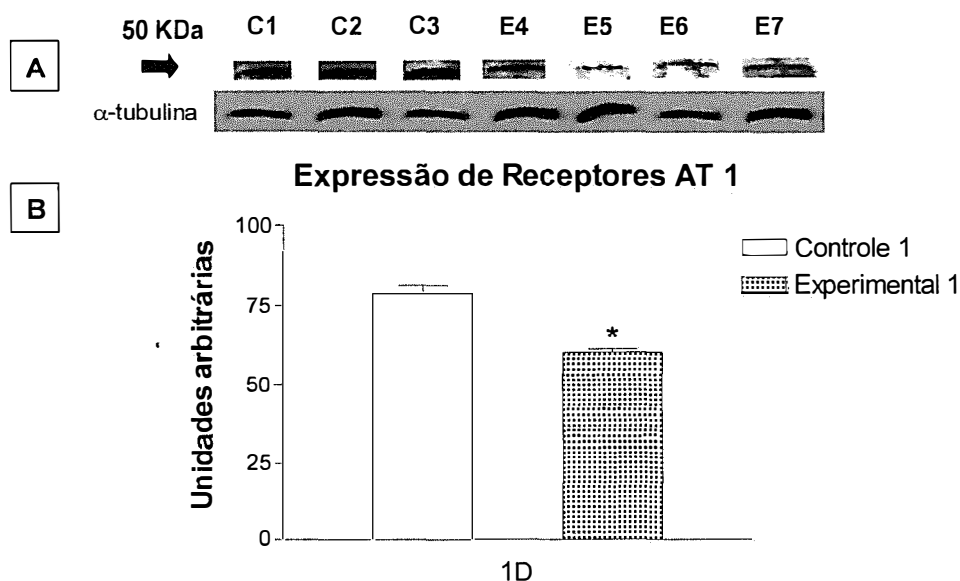 50 KDa C1 C2 C3 E4 E5 E6 E7
A
α-tubulina
Expressão de Receptores AT 1
B
Unidades arbitrárias
100
75
50
25
0
*
Controle 1
Experimental 1
1D